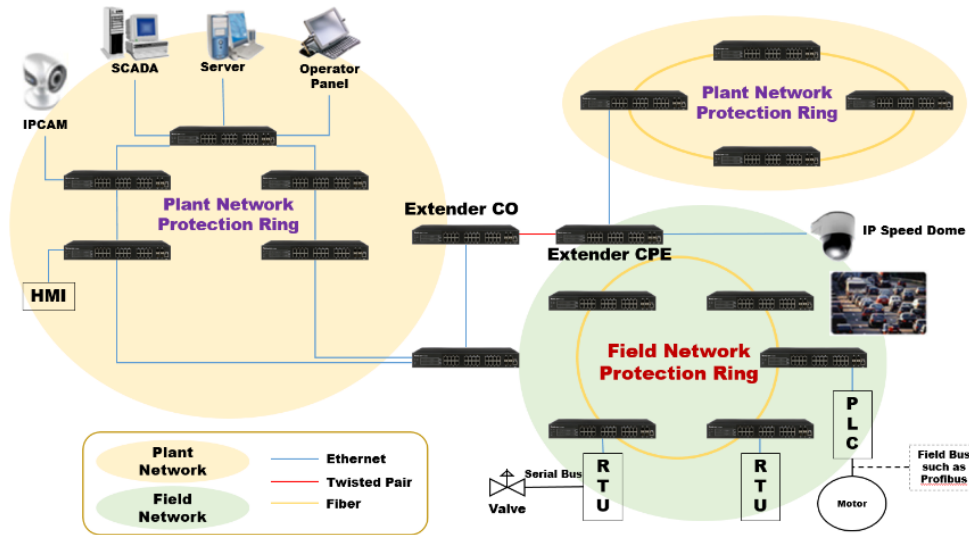 SCADA
Server
Operator
Panel
IPCAM
Plant Network
Protection Ring
HMI
Plant Network
Protection Ring
Extender CO
Extender CPE
IP Speed Dome
Field Network
Protection Ring
P
L
C
Field Bus
such as
Profibus
Motor
R
T
U
R
T
U
Serial Bus
Valve
Plant
Network
Field
Network
Ethernet
Twisted Pair
Fiber